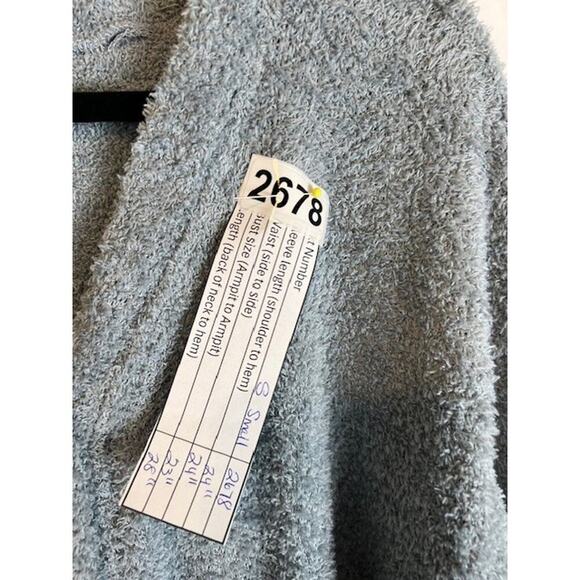 2678
t Number S Small 2678
eeve length (shoulder to hem) 24"
Vaist (side to side) 24"
ust size (Armpit to Armpit) 23"
ength (back of neck to hem) 28"